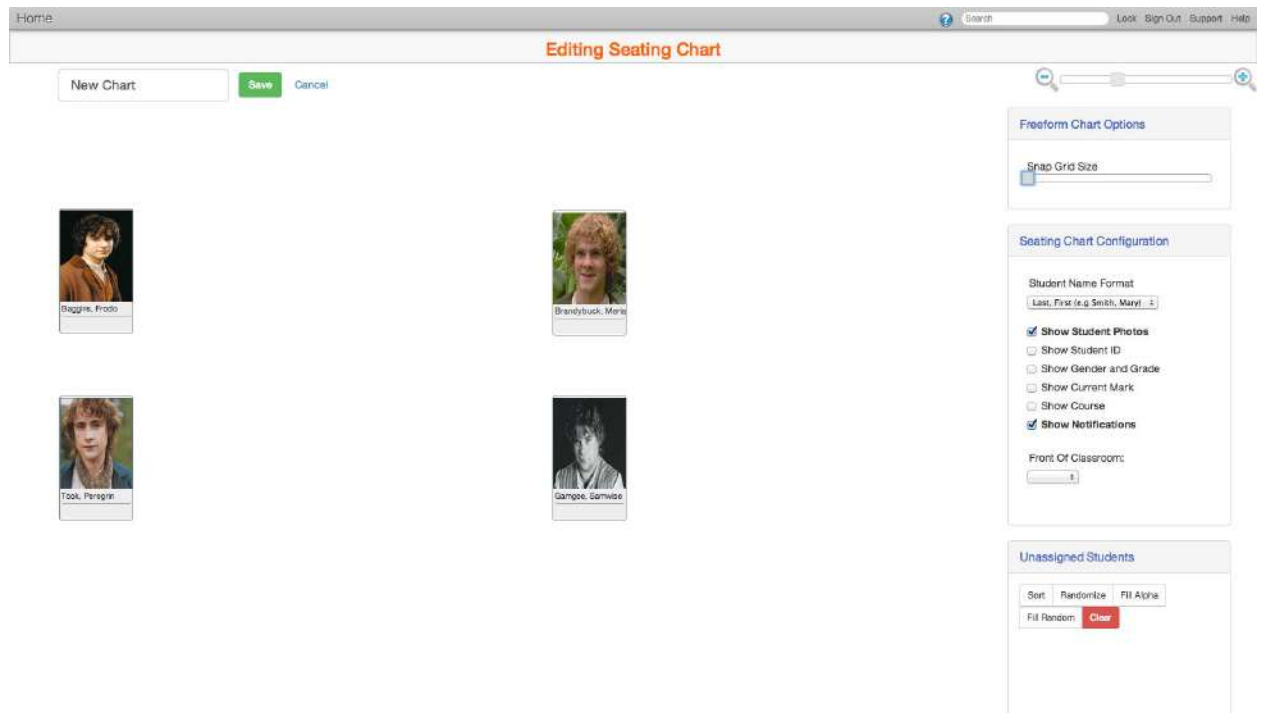 Home
Search
Lock Sign Out Support Help
Editing Seating Chart
New Chart
Save
Cancel
Freeform Chart Options
Snap Grid Size
Baggins, Frodo
Brandybuck, Meria
Took, Peregrin
Gamgee, Samwise
Seating Chart Configuration
Student Name Format
Last, First (e.g Smith, Mary)
Show Student Photos
Show Student ID
Show Gender and Grade
Show Current Mark
Show Course
Show Notifications
Front Of Classroom:
Unassigned Students
Sort Randomize Fill Alpha
Fill Random Clear